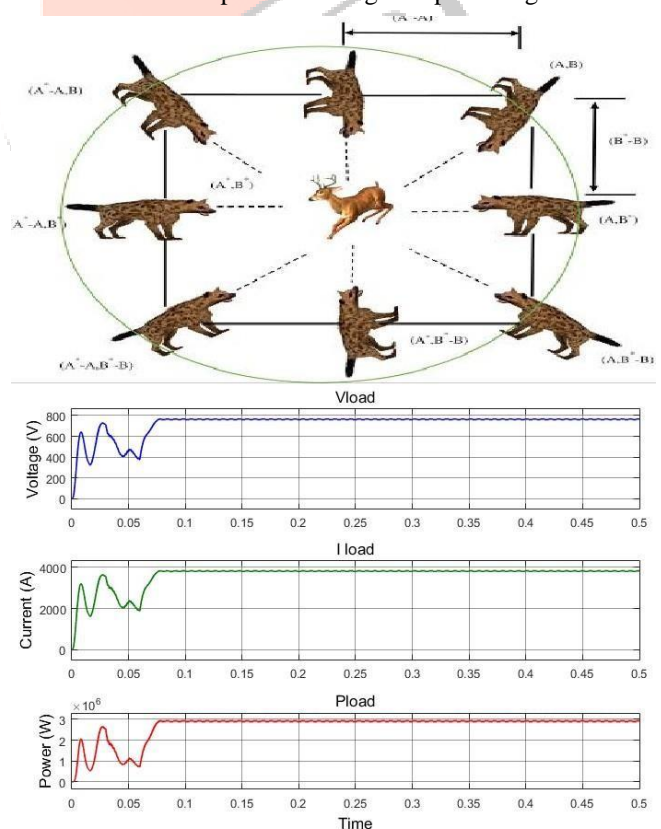 (A*-A)
(A*-A,B)
(A,B)
(B*-B)
(A*,B*)
A*-A,B*)
(A,B*)
(A*-A,B*-B)
(A*,B*-B)
(A,B*-B)
Vload
Voltage (V)
800
600
400
200
0
0 0.05 0.1 0.15 0.2 0.25 0.3 0.35 0.4 0.45 0.5
I load
Current (A)
4000
2000
0
0 0.05 0.1 0.15 0.2 0.25 0.3 0.35 0.4 0.45 0.5
Pload
×10⁶
Power (W)
3
2
1
0
0 0.05 0.1 0.15 0.2 0.25 0.3 0.35 0.4 0.45 0.5
Time